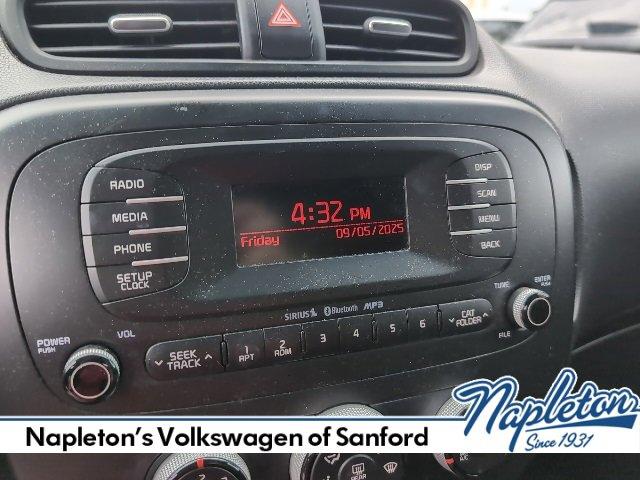 RADIO
MEDIA
PHONE
SETUP
CLOCK
4:32 PM
Friday 09/05/2025
DISP
SCAN
MENU
BACK
SIRIUS Bluetooth MP3
POWER
PUSH
VOL
SEEK
TRACK
1
RPT
2
RDM
3
4
5
6
CAT
FOLDER
TUNE
FILE
ENTER
PUSH
REAR
Napleton's Volkswagen of Sanford
Napleton
Since 1931